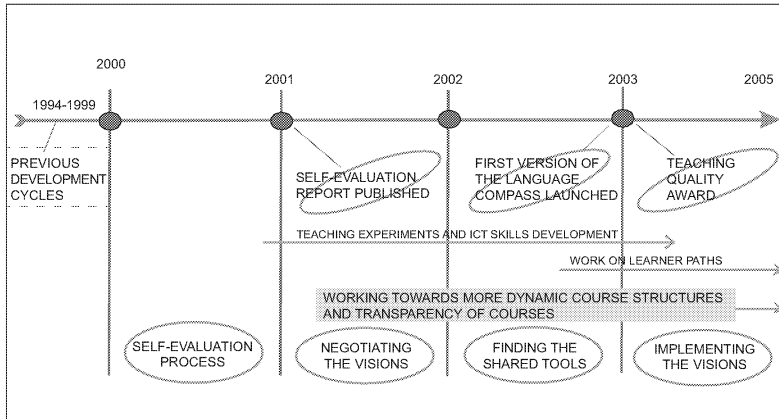 2000
2001
2002
2003
2005
1994-1999
PREVIOUS
DEVELOPMENT
CYCLES
SELF-EVALUATION
REPORT PUBLISHED
FIRST VERSION OF
THE LANGUAGE
COMPASS LAUNCHED
TEACHING
QUALITY
AWARD
TEACHING EXPERIMENTS AND ICT SKILLS DEVELOPMENT
WORK ON LEARNER PATHS
WORKING TOWARDS MORE DYNAMIC COURSE STRUCTURES
AND TRANSPARENCY OF COURSES
SELF-EVALUATION
PROCESS
NEGOTIATING
THE VISIONS
FINDING THE
SHARED TOOLS
IMPLEMENTING
THE VISIONS